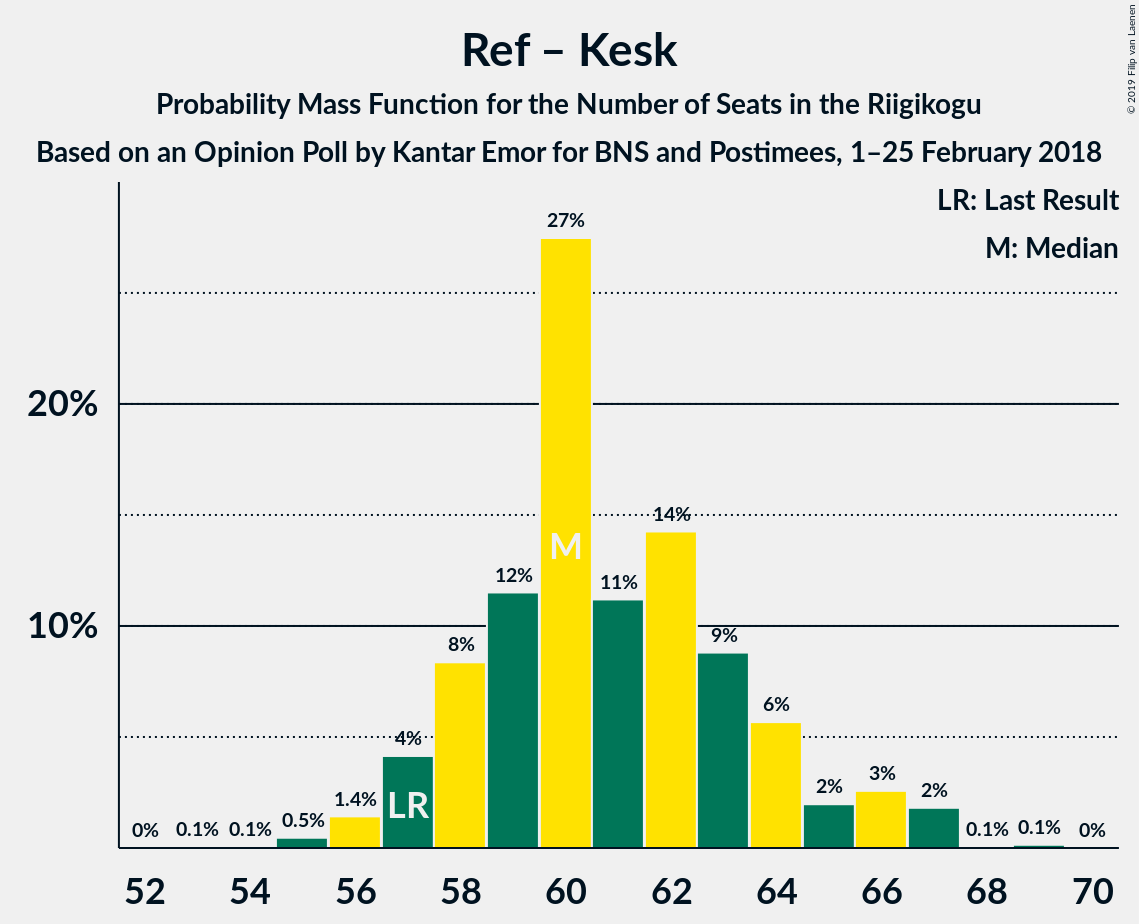 Ref – Kesk
Probability Mass Function for the Number of Seats in the Riigikogu
Based on an Opinion Poll by Kantar Emor for BNS and Postimees, 1–25 February 2018
© 2019 Filip van Laenen
LR: Last Result
M: Median
20%
10%
0%
0.1%
0.1%
0.5%
1.4%
4%
8%
12%
27%
11%
14%
9%
6%
2%
3%
2%
0.1%
0.1%
0%
LR
M
52 54 56 58 60 62 64 66 68 70